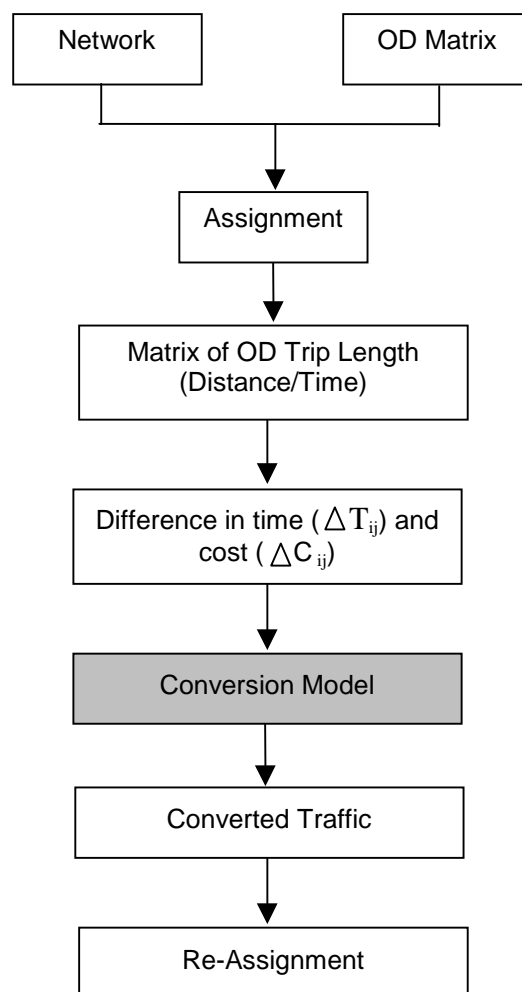 Network
OD Matrix
Assignment
Matrix of OD Trip Length
(Distance/Time)
Difference in time (△Tij) and
cost (△Cij)
Conversion Model
Converted Traffic
Re-Assignment